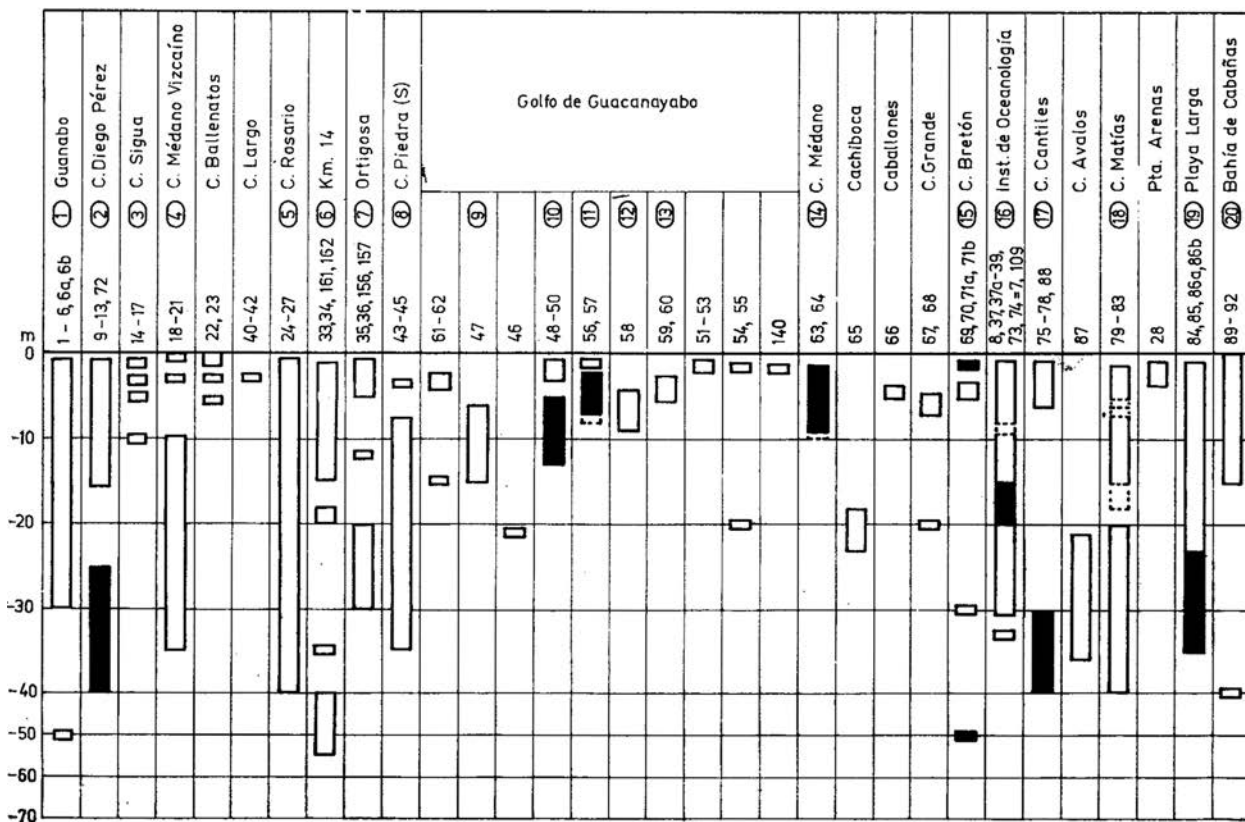 Golfo de Guacanayabo
① Guanabo
② C. Diego Pérez
③ C. Sigua
④ C. Médano Vizcaíno
C. Ballenatos
C. Largo
⑤ C. Rosario
⑥ Km. 14
⑦ Ortigosa
⑧ C. Piedra (S)
⑨
⑩
⑪
⑫
⑬
⑭ C. Médano
Cachiboca
Caballones
C. Grande
⑮ C. Bretón
⑯ Inst. de Oceanología
⑰ C. Cantiles
C. Avalos
⑱ C. Matías
Pta. Arenas
⑲ Playa Larga
⑳ Bahía de Cabañas
m
1 - 6, 6a, 6b
9-13, 72
14-17
18-21
22, 23
40-42
24-27
33,34, 161, 162
35,36, 156, 157
43-45
61-62
47
46
48-50
56, 57
58
59, 60
51-53
54, 55
140
63, 64
65
66
67, 68
69,70,71a, 71b
8, 37,37a-39,
73, 74=7, 109
75-78, 88
87
79-83
28
84, 85, 86a, 86b
89-92
0
-10
-20
-30
-40
-50
-60
-70